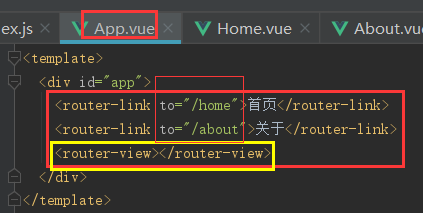 ex.js App.vue Home.vue About.vu
<template>
<div id="app">
<router-link to="/home">首页</router-link>
<router-link to="/about">关于</router-link>
<router-view></router-view>
</div>
</template>